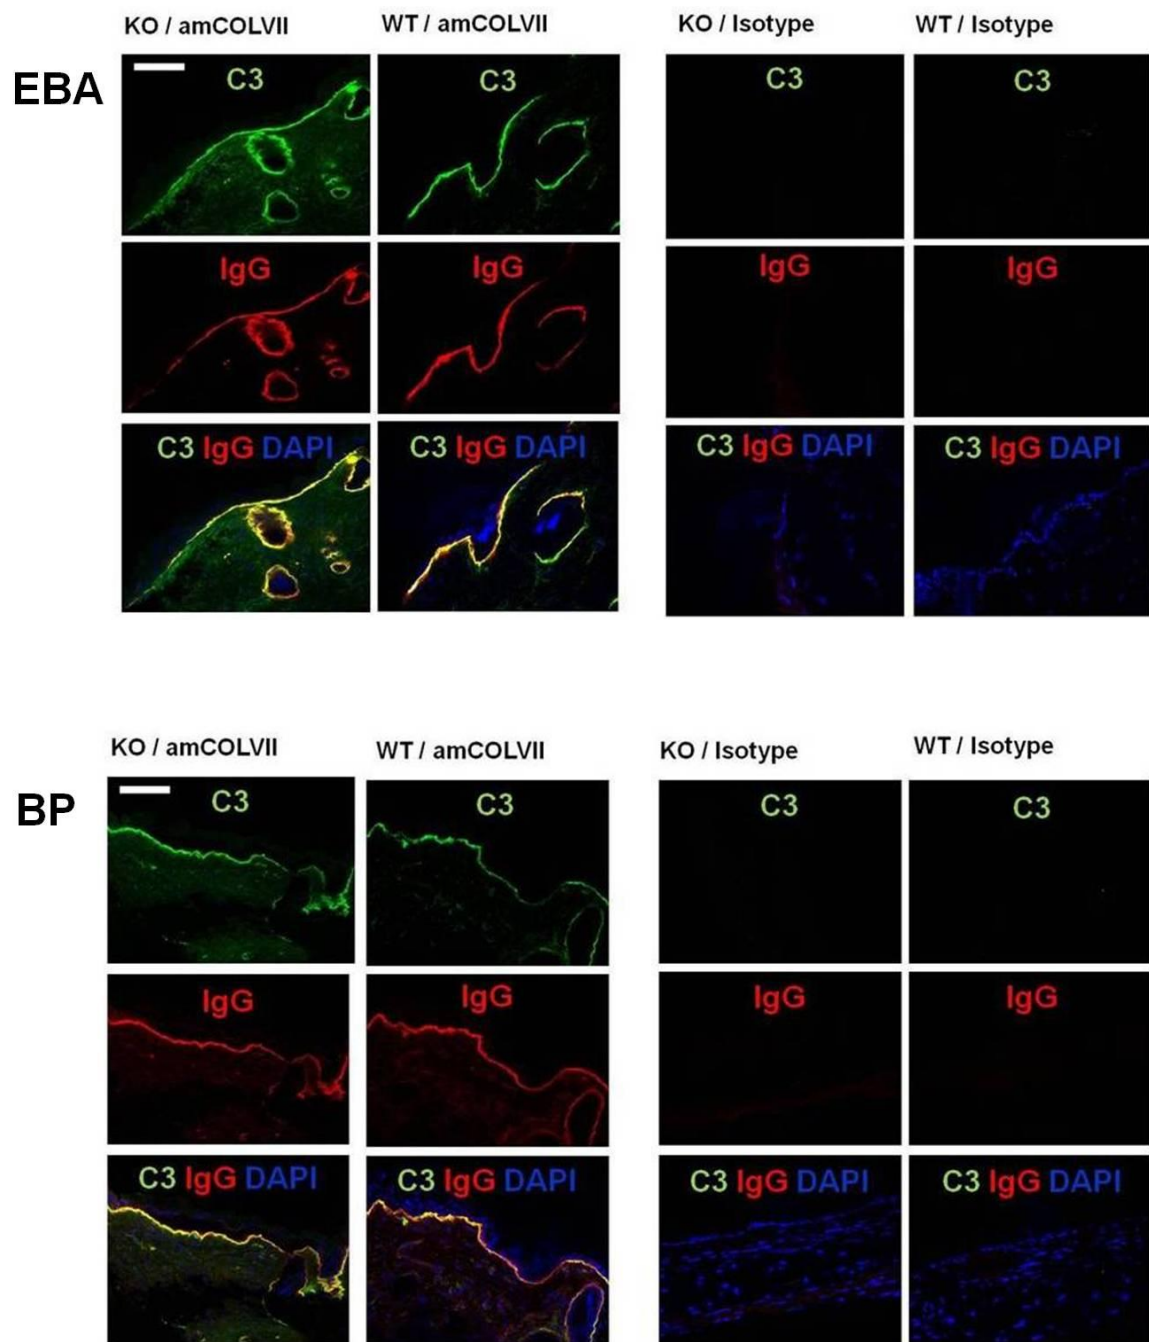 KO / amCOLVII WT / amCOLVII KO / Isotype WT / Isotype
EBA
C3 C3 C3 C3
IgG IgG IgG IgG
C3 IgG DAPI C3 IgG DAPI C3 IgG DAPI C3 IgG DAPI
KO / amCOLVII WT / amCOLVII KO / Isotype WT / Isotype
BP
C3 C3 C3 C3
IgG IgG IgG IgG
C3 IgG DAPI C3 IgG DAPI C3 IgG DAPI C3 IgG DAPI